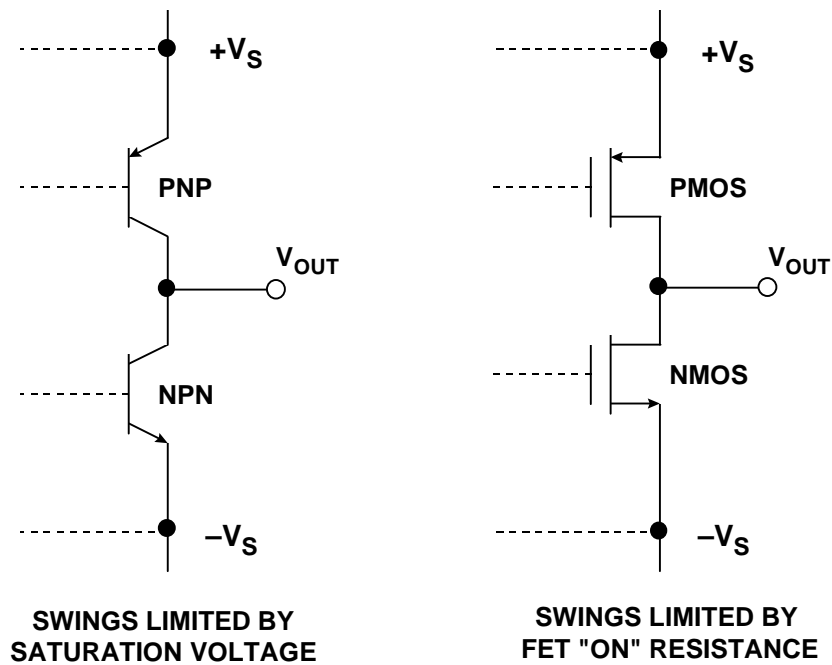 +VS
PNP
VOUT
NPN
–VS
SWINGS LIMITED BY
SATURATION VOLTAGE
+VS
PMOS
VOUT
NMOS
–VS
SWINGS LIMITED BY
FET "ON" RESISTANCE